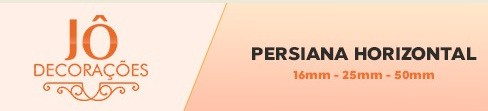 JÔ
DECORAÇÕES
PERSIANA HORIZONTAL
16mm - 25mm - 50mm